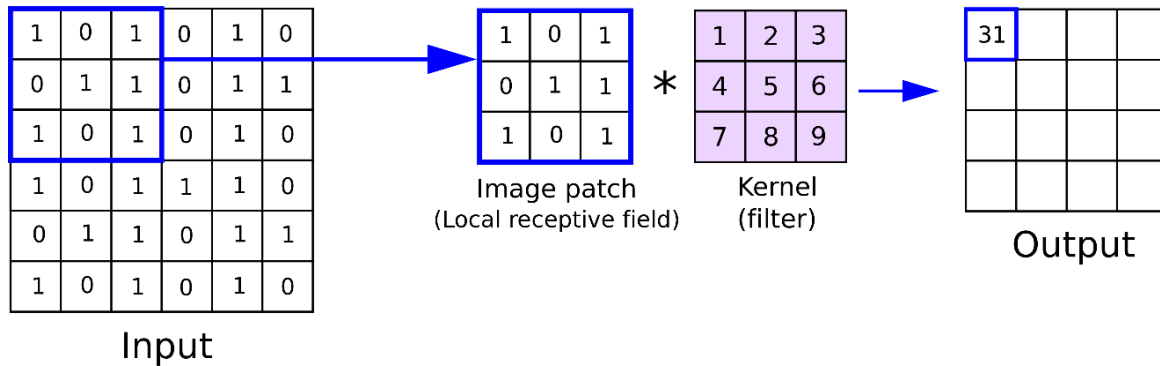 1 0 1 0 1 0
0 1 1 0 1 1
1 0 1 0 1 0
1 0 1 1 1 0
0 1 1 0 1 1
1 0 1 0 1 0
Input
1 0 1
0 1 1
1 0 1
Image patch
(Local receptive field)
*
1 2 3
4 5 6
7 8 9
Kernel
(filter)
31
Output